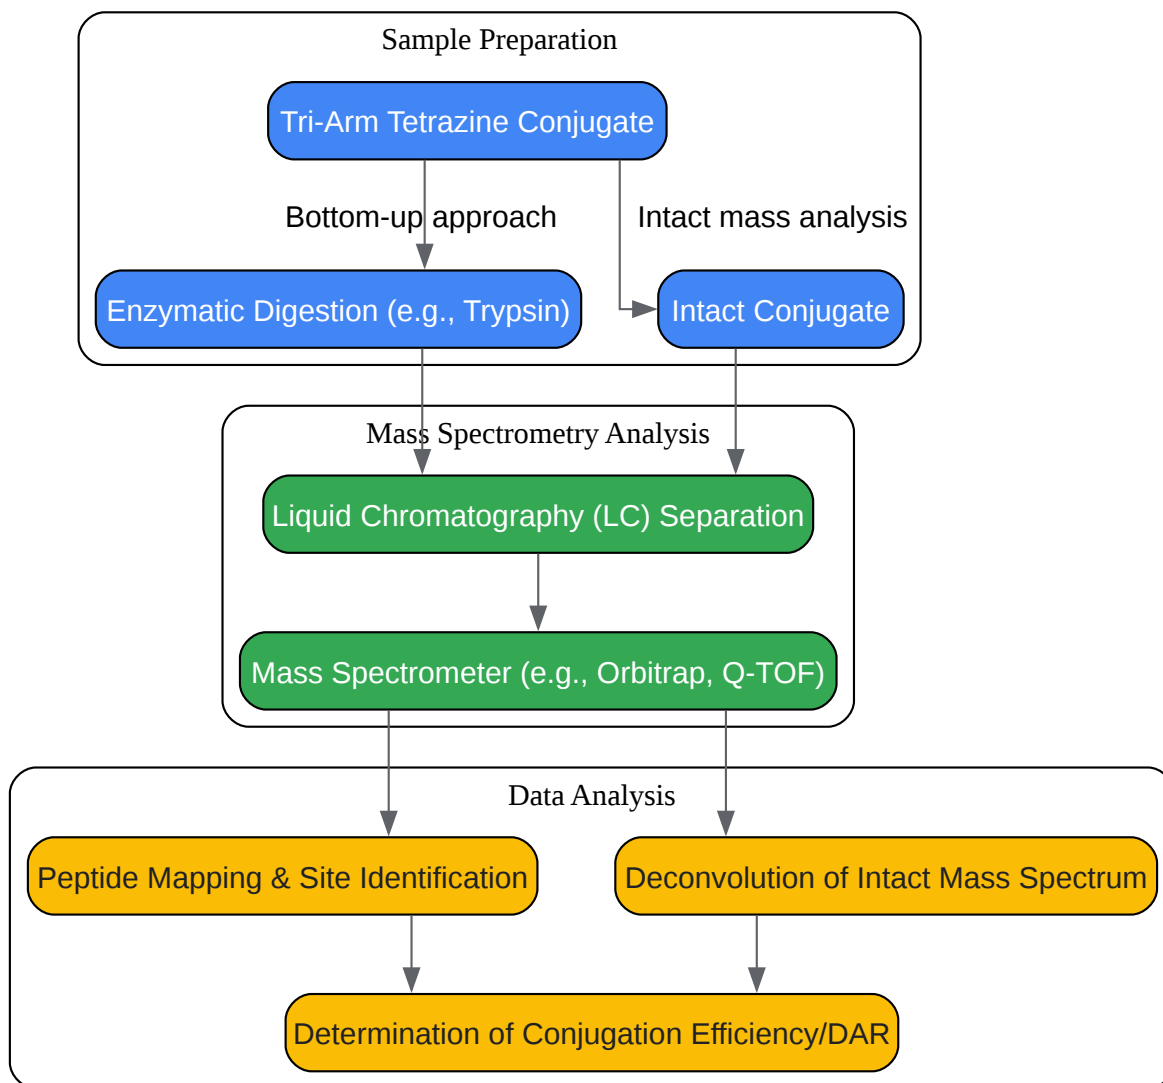 Sample Preparation
Tri-Arm Tetrazine Conjugate
Bottom-up approach
Intact mass analysis
Enzymatic Digestion (e.g., Trypsin)
Intact Conjugate
Mass Spectrometry Analysis
Liquid Chromatography (LC) Separation
Mass Spectrometer (e.g., Orbitrap, Q-TOF)
Data Analysis
Peptide Mapping & Site Identification
Deconvolution of Intact Mass Spectrum
Determination of Conjugation Efficiency/DAR